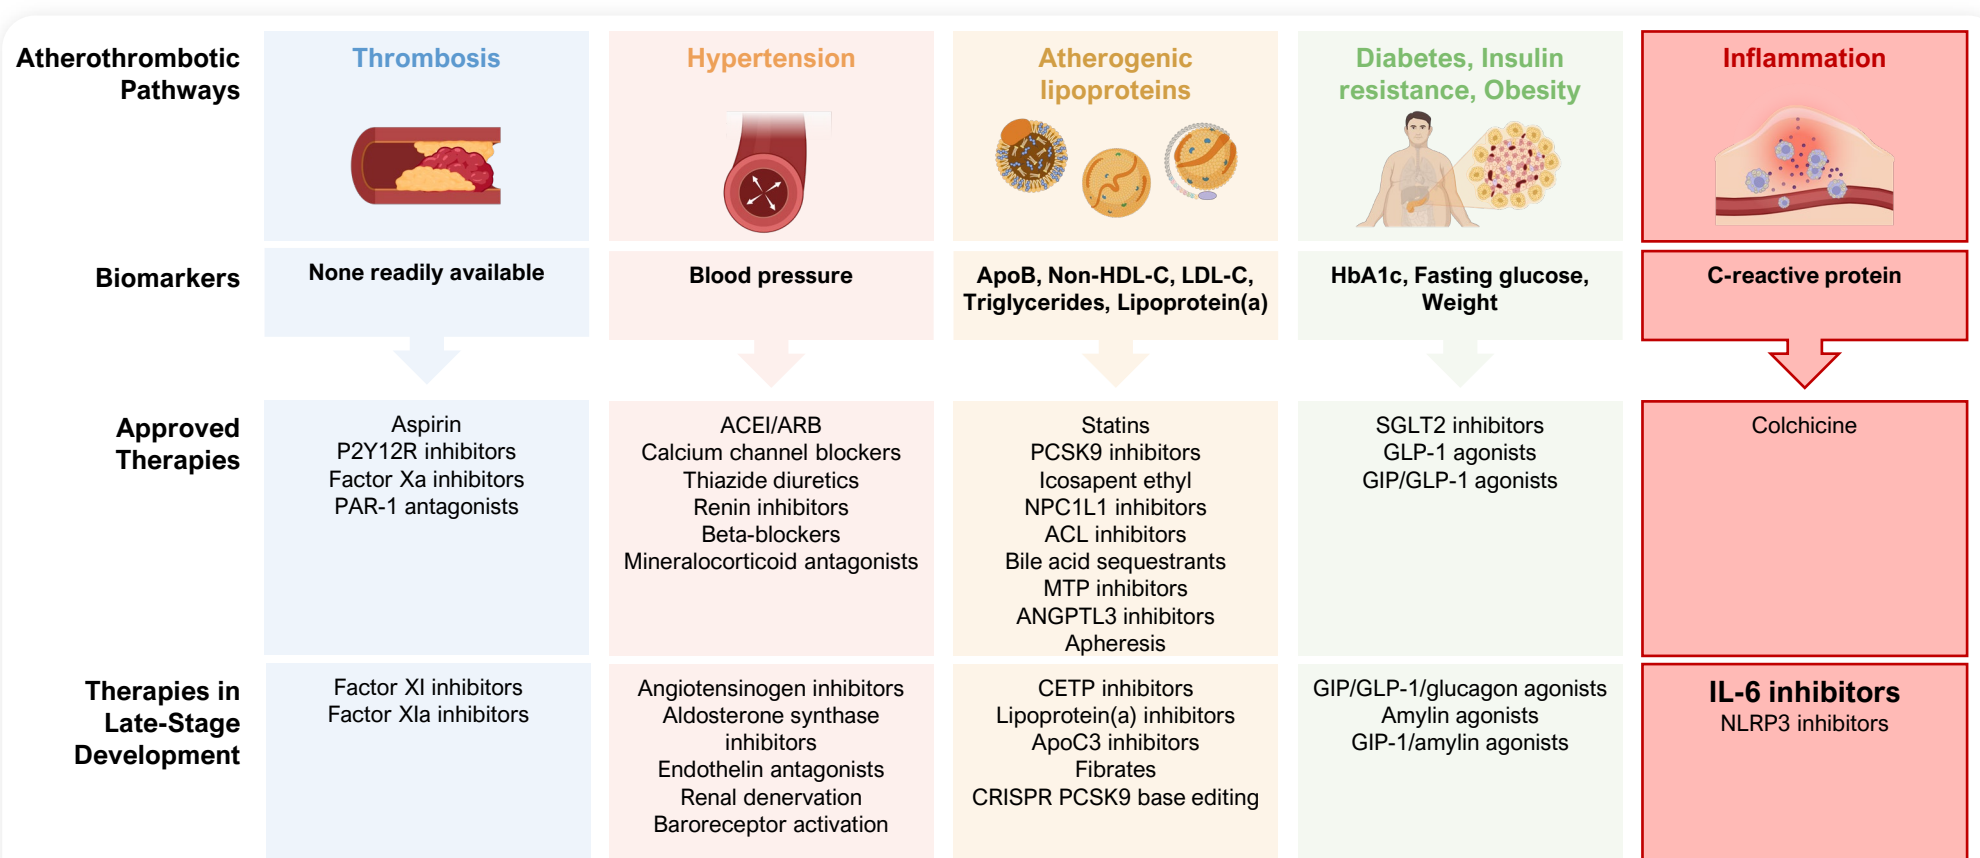 Atherothrombotic
Pathways
Thrombosis
Hypertension
Atherogenic
lipoproteins
Diabetes, Insulin
resistance, Obesity
Inflammation
Biomarkers
None readily available
Blood pressure
ApoB, Non-HDL-C, LDL-C,
Triglycerides, Lipoprotein(a)
HbA1c, Fasting glucose,
Weight
C-reactive protein
Approved
Therapies
Aspirin
P2Y12R inhibitors
Factor Xa inhibitors
PAR-1 antagonists
ACEI/ARB
Calcium channel blockers
Thiazide diuretics
Renin inhibitors
Beta-blockers
Mineralocorticoid antagonists
Statins
PCSK9 inhibitors
Icosapent ethyl
NPC1L1 inhibitors
ACL inhibitors
Bile acid sequestrants
MTP inhibitors
ANGPTL3 inhibitors
Apheresis
SGLT2 inhibitors
GLP-1 agonists
GIP/GLP-1 agonists
Colchicine
Therapies in
Late-Stage
Development
Factor XI inhibitors
Factor XIa inhibitors
Angiotensinogen inhibitors
Aldosterone synthase
inhibitors
Endothelin antagonists
Renal denervation
Baroreceptor activation
CETP inhibitors
Lipoprotein(a) inhibitors
ApoC3 inhibitors
Fibrates
CRISPR PCSK9 base editing
GIP/GLP-1/glucagon agonists
Amylin agonists
GIP-1/amylin agonists
IL-6 inhibitors
NLRP3 inhibitors